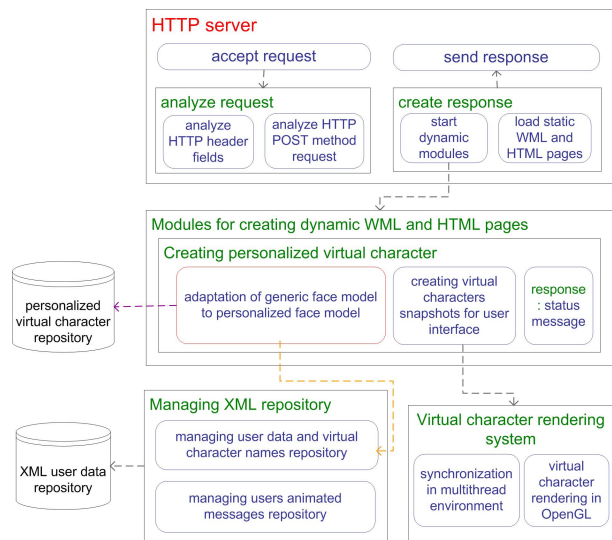 HTTP server
accept request
send response
analyze request
analyze
HTTP header
fields
analyze HTTP
POST method
request
create response
start
dynamic
modules
load static
WML and
HTML pages
Modules for creating dynamic WML and HTML pages
Creating personalized virtual character
adaptation of generic face model
to personalized face model
creating virtual
characters
snapshots for user
interface
response
: status
message
personalized
virtual character
repository
Managing XML repository
managing user data and virtual
character names repository
managing users animated
messages repository
XML user data
repository
Virtual character rendering
system
synchronization
in multithread
environment
virtual
character
rendering in
OpenGL